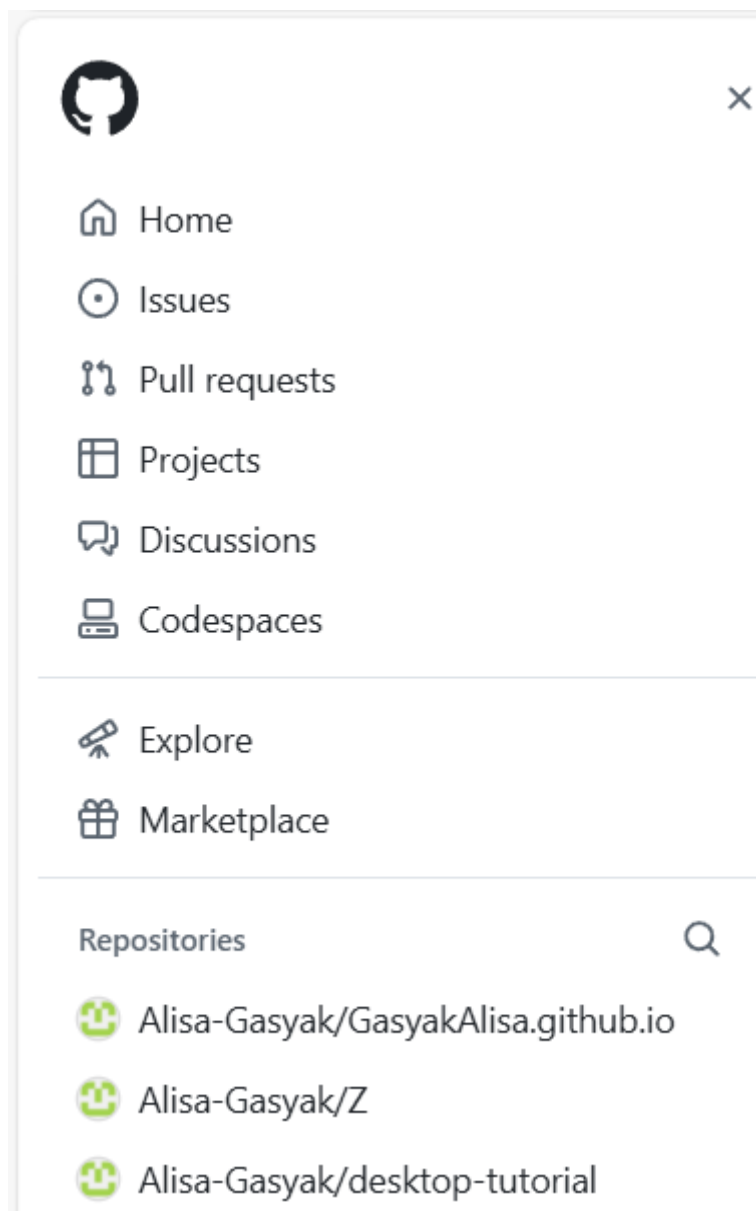 Home
Issues
Pull requests
Projects
Discussions
Codespaces
Explore
Marketplace
Repositories
Alisa-Gasyak/GasyakAlisa.github.io
Alisa-Gasyak/Z
Alisa-Gasyak/desktop-tutorial